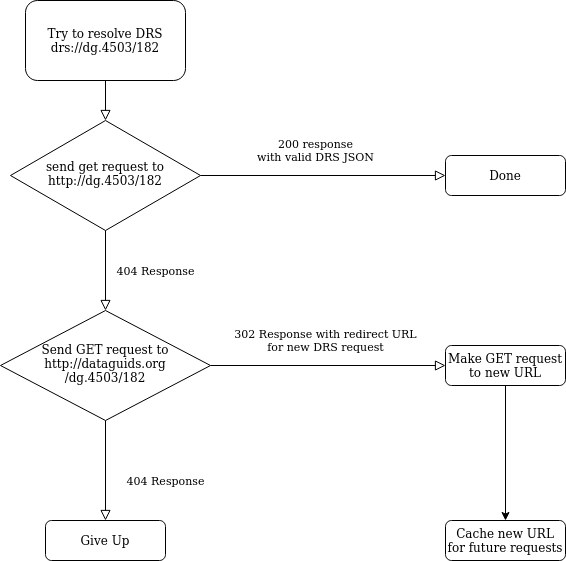 Try to resolve DRS
drs://dg.4503/182
send get request to
http://dg.4503/182
200 response
with valid DRS JSON
Done
404 Response
Send GET request to
http://dataguids.org
/dg.4503/182
302 Response with redirect URL
for new DRS request
Make GET request
to new URL
404 Response
Give Up
Cache new URL
for future requests